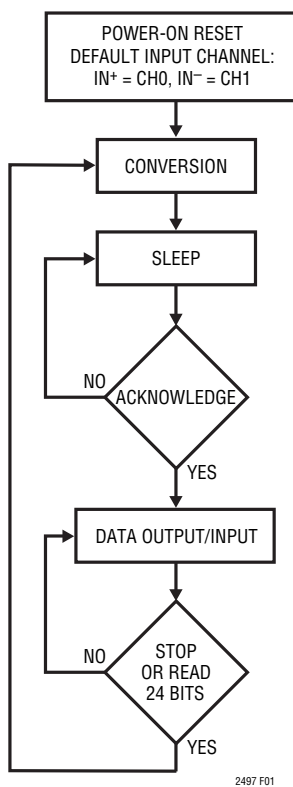 POWER-ON RESET
DEFAULT INPUT CHANNEL:
IN+ = CH0, IN– = CH1
CONVERSION
SLEEP
NO
ACKNOWLEDGE
YES
DATA OUTPUT/INPUT
NO
STOP
OR READ
24 BITS
YES
2497 F01